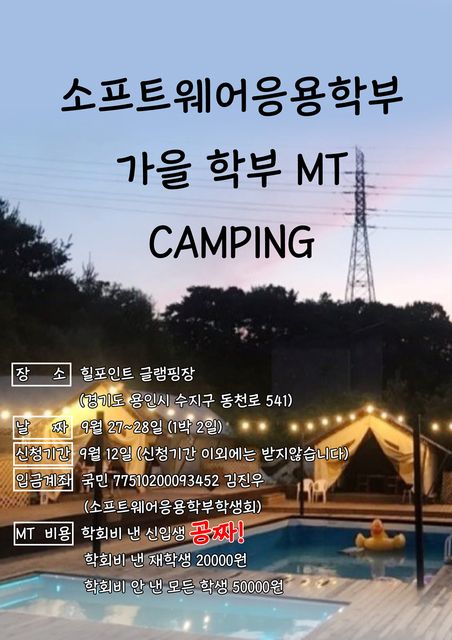 소프트웨어응용학부
가을 학부 MT
CAMPING
장 소 힐포인트 글램핑장
(경기도 용인시 수지구 동천로 541)
날 짜 9월 27~28일 (1박 2일)
신청기간 9월 12일 (신청기간 이외에는 받지않습니다)
입금계좌 국민 77510200093452 김진우
(소프트웨어응용학부학생회)
MT 비용 학회비 낸 신입생 공짜!
학회비 낸 재학생 20000원
학회비 안 낸 모든 학생 50000원